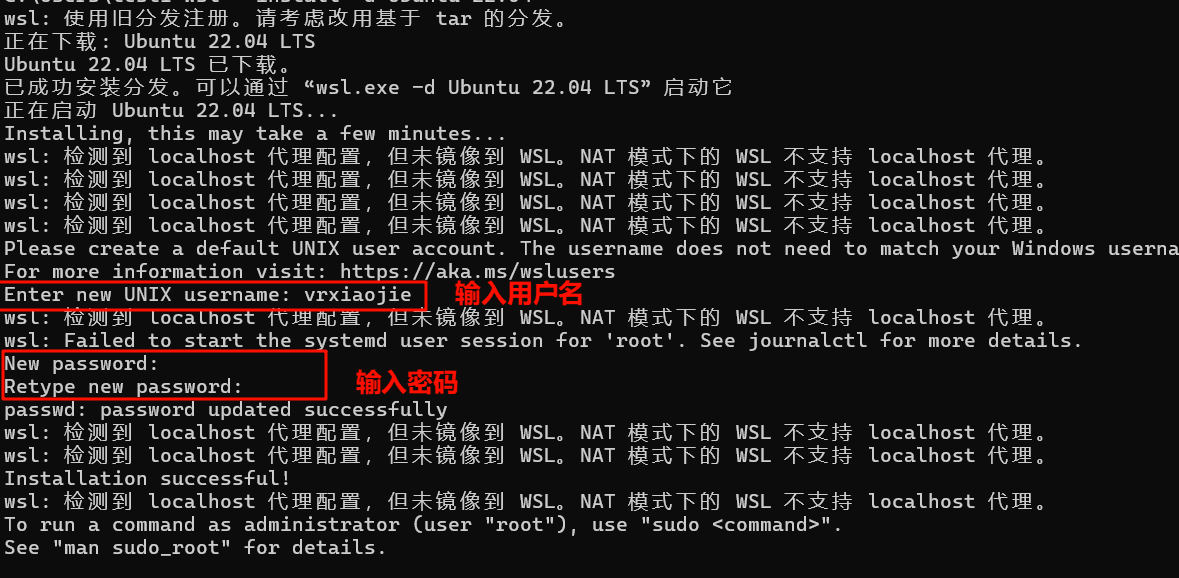 wsl: 使用旧分发注册。请考虑改用基于 tar 的分发。
正在下载: Ubuntu 22.04 LTS
Ubuntu 22.04 LTS 已下载。
已成功安装分发。可以通过 “wsl.exe -d Ubuntu 22.04 LTS” 启动它
正在启动 Ubuntu 22.04 LTS...
Installing, this may take a few minutes...
wsl: 检测到 localhost 代理配置，但未镜像到 WSL。NAT 模式下的 WSL 不支持 localhost 代理。
wsl: 检测到 localhost 代理配置，但未镜像到 WSL。NAT 模式下的 WSL 不支持 localhost 代理。
wsl: 检测到 localhost 代理配置，但未镜像到 WSL。NAT 模式下的 WSL 不支持 localhost 代理。
wsl: 检测到 localhost 代理配置，但未镜像到 WSL。NAT 模式下的 WSL 不支持 localhost 代理。
Please create a default UNIX user account. The username does not need to match your Windows userna
For more information visit: https://aka.ms/wslusers
Enter new UNIX username: vrxiaojie 输入用户名
wsl: 检测到 localhost 代理配置，但未镜像到 WSL。NAT 模式下的 WSL 不支持 localhost 代理。
wsl: Failed to start the systemd user session for 'root'. See journalctl for more details.
New password:
Retype new password: 输入密码
passwd: password updated successfully
wsl: 检测到 localhost 代理配置，但未镜像到 WSL。NAT 模式下的 WSL 不支持 localhost 代理。
wsl: 检测到 localhost 代理配置，但未镜像到 WSL。NAT 模式下的 WSL 不支持 localhost 代理。
Installation successful!
wsl: 检测到 localhost 代理配置，但未镜像到 WSL。NAT 模式下的 WSL 不支持 localhost 代理。
To run a command as administrator (user "root"), use "sudo <command>".
See "man sudo_root" for details.